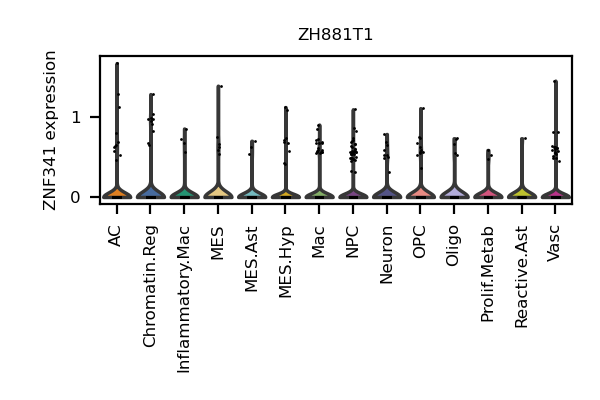 ZH881T1
ZNF341 expression
1
0
AC
Chromatin.Reg
Inflammatory.Mac
MES
MES.Ast
MES.Hyp
Mac
NPC
Neuron
OPC
Oligo
Prolif.Metab
Reactive.Ast
Vasc